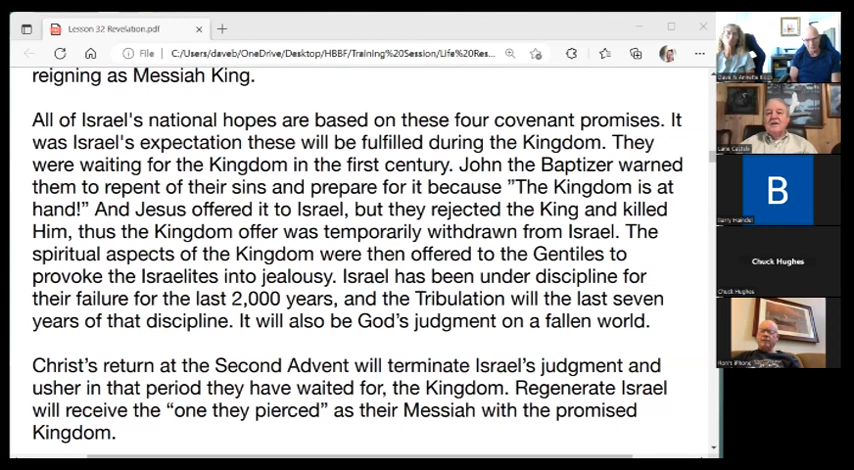 Lesson 32 Revelation.pdf
File
C:/Users/daveb/OneDrive/Desktop/HBBF/Training%20Session/Life%20Res...
reigning as Messiah King.
All of Israel's national hopes are based on these four covenant promises. It
was Israel's expectation these will be fulfilled during the Kingdom. They
were waiting for the Kingdom in the first century. John the Baptizer warned
them to repent of their sins and prepare for it because ”The Kingdom is at
hand!” And Jesus offered it to Israel, but they rejected the King and killed
Him, thus the Kingdom offer was temporarily withdrawn from Israel. The
spiritual aspects of the Kingdom were then offered to the Gentiles to
provoke the Israelites into jealousy. Israel has been under discipline for
their failure for the last 2,000 years, and the Tribulation will the last seven
years of that discipline. It will also be God’s judgment on a fallen world.
Christ’s return at the Second Advent will terminate Israel’s judgment and
usher in that period they have waited for, the Kingdom. Regenerate Israel
will receive the “one they pierced” as their Messiah with the promised
Kingdom.
Dave & Annette
B
Chuck Hughes
Chuck Hughes
Ron's iPhone